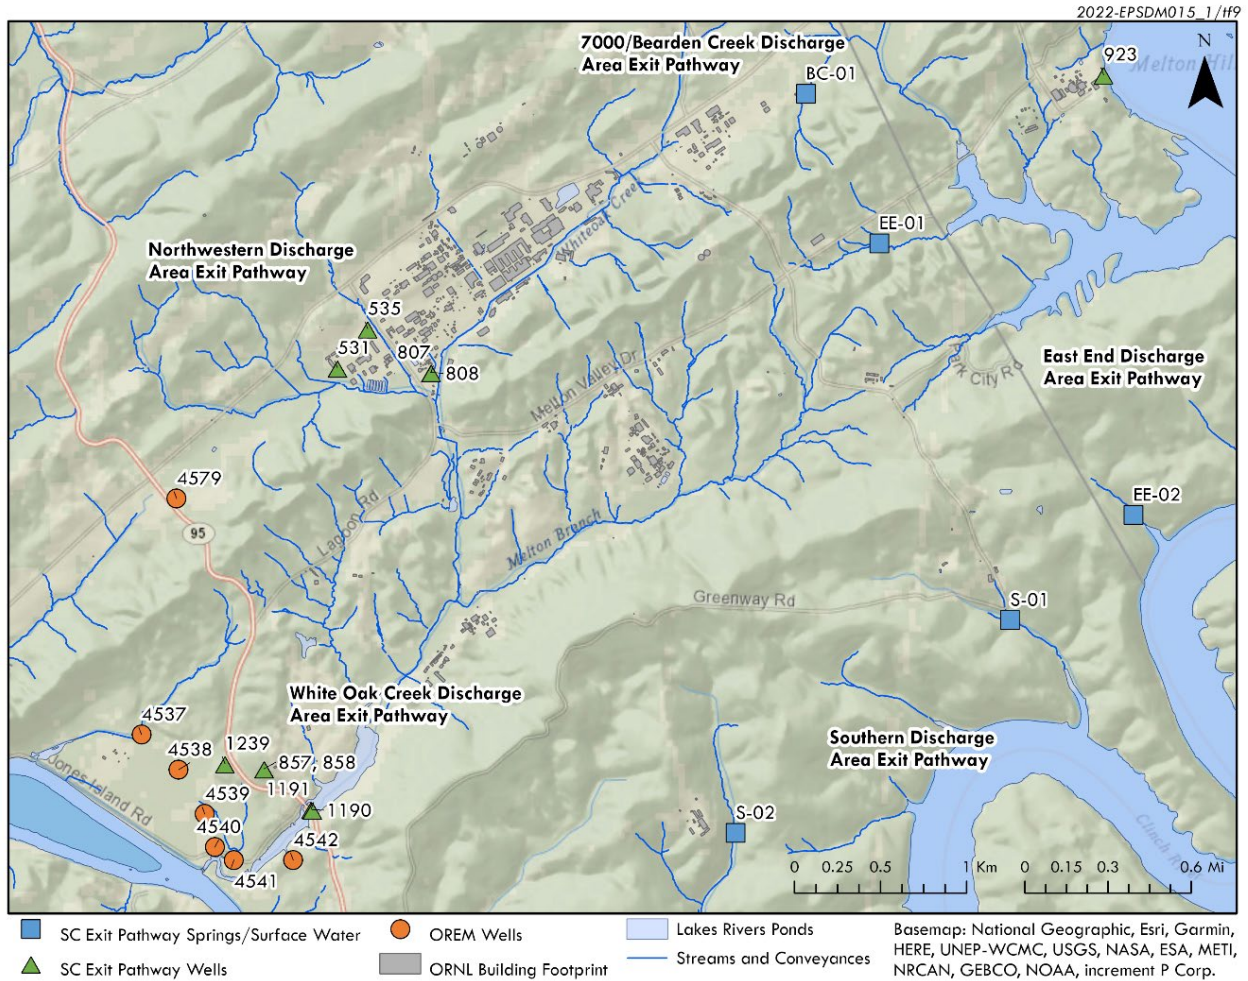 2022-EPSDM015_1/tf9
7000/Bearden Creek Discharge
Area Exit Pathway
N
923
Melton Hil
BC-01
Whiteoak Creek
EE-01
Northwestern Discharge
Area Exit Pathway
535
531
807
808
Melton Valley Dr
Park City Rd
East End Discharge
Area Exit Pathway
4579
95
Lagoon Rd
EE-02
Melton Branch
Greenway Rd
S-01
White Oak Creek Discharge
Area Exit Pathway
4537
4538
1239
857, 858
Jones Island Rd
4539
1191
1190
4540
4542
4541
Southern Discharge
Area Exit Pathway
S-02
Clinch River
0 0.25 0.5 1 Km
0 0.15 0.3 0.6 Mi
SC Exit Pathway Springs/Surface Water
SC Exit Pathway Wells
OREM Wells
ORNL Building Footprint
Lakes Rivers Ponds
Streams and Conveyances
Basemap: National Geographic, Esri, Garmin,
HERE, UNEP-WCMC, USGS, NASA, ESA, METI,
NRCAN, GEBCO, NOAA, increment P Corp.